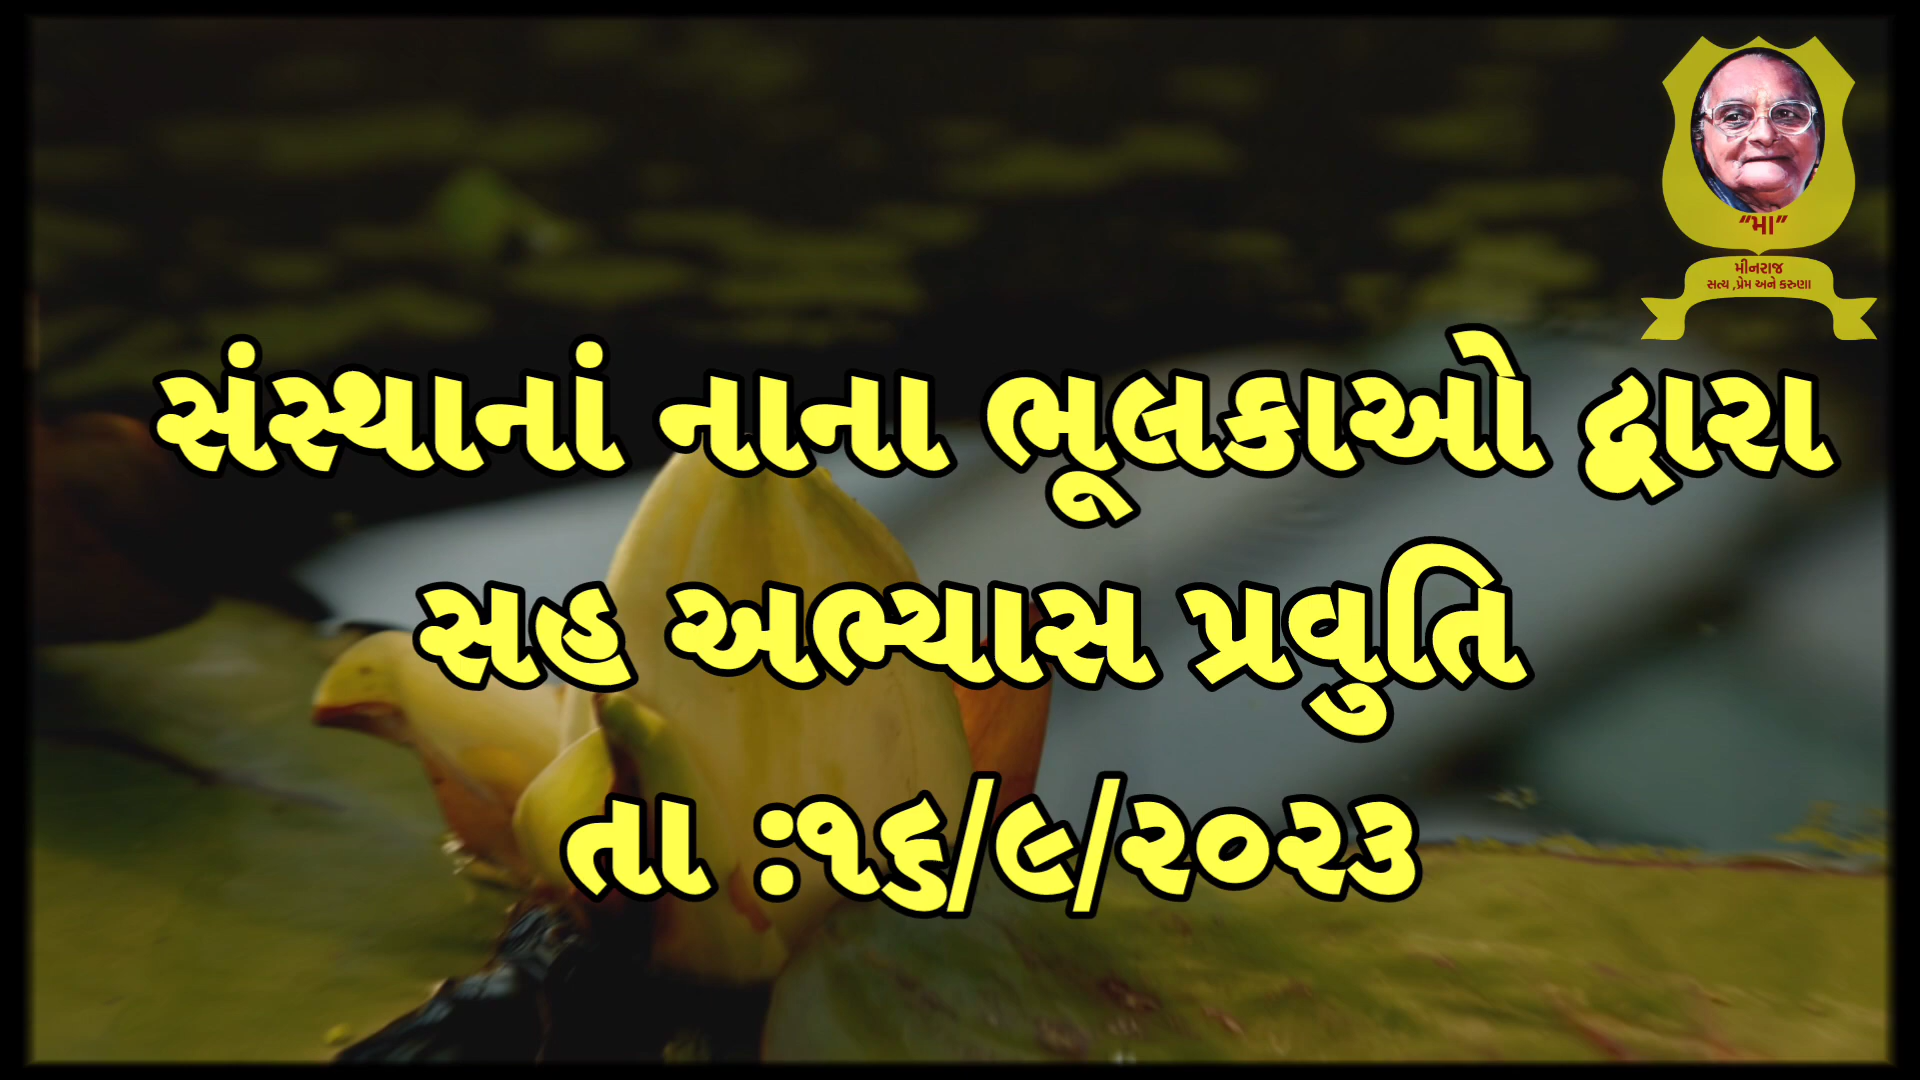 “મા”
મીનરાજ
સત્ય ,પ્રેમ અને કરુણા
સંસ્થાનાં નાના ભૂલકાઓ દ્વારા
સહ અભ્યાસ પ્રવુતિ
તા :૧૬/૯/૨૦૨૩